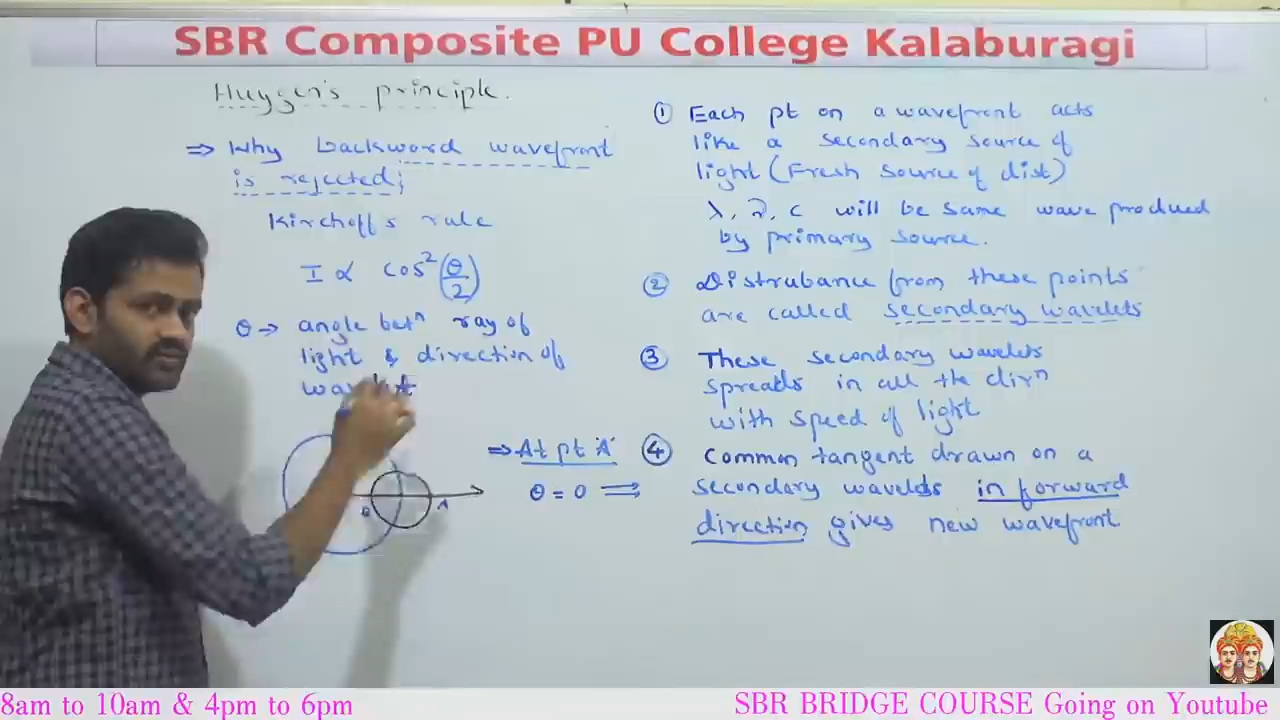 SBR Composite PU College Kalaburagi
Huygen's principle.
⇒ Why backword wavefront
is rejected;
Kirchoff's rule
I ∝ cos²(θ/2)
θ → angle betⁿ ray of
light & direction of
⇒ At pt 'A'
θ = 0 ⇒
B
A
① Each pt on a wavefront acts
like a secondary source of
light (Fresh source of dist)
λ, ν, c will be same wave produced
by primary source.
② Distrubance from these points
are called secondary wavelets
③ These secondary wavelets
spreads in all the dirⁿ
with speed of light
④ Common tangent drawn on a
secondary wavelets in forward
direction gives new wavefront
8am to 10am & 4pm to 6pm
SBR BRIDGE COURSE Going on Youtube